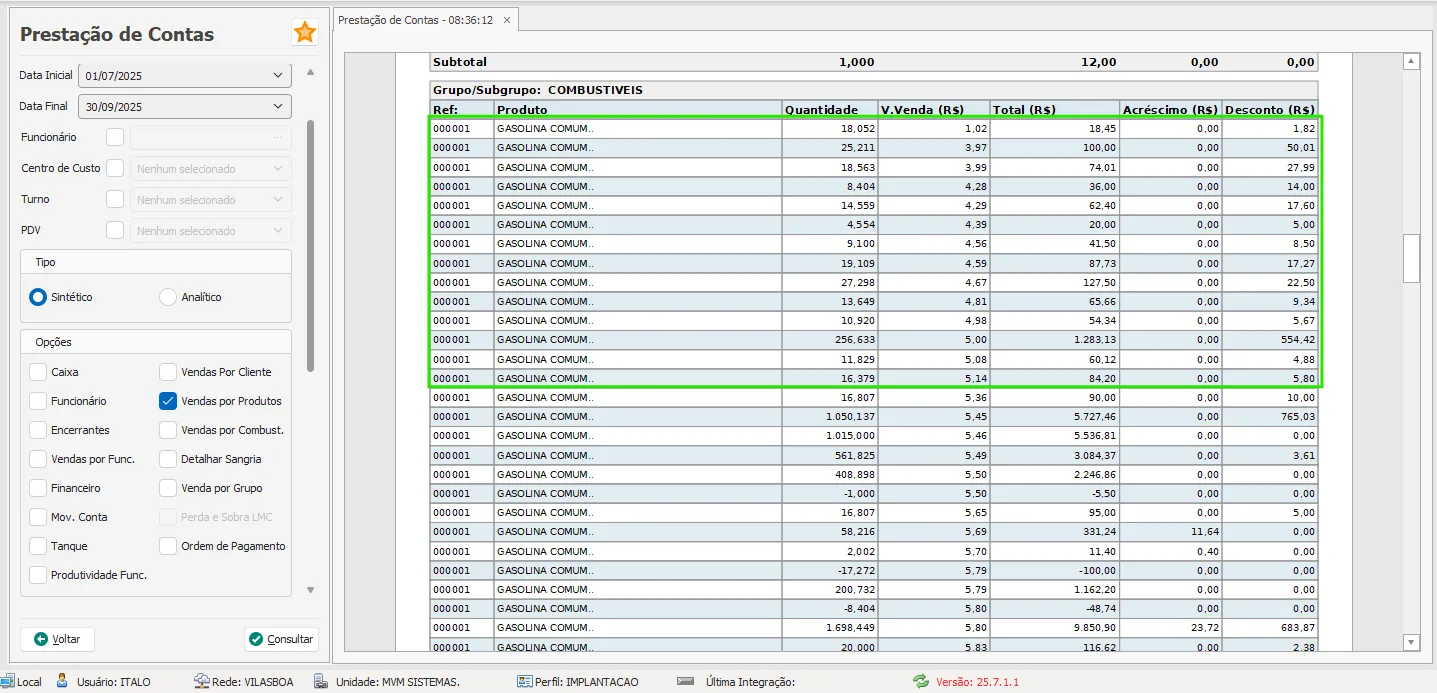 Prestação de Contas
Data Inicial 01/07/2025
Data Final 30/09/2025
Funcionário
Centro de Custo Nenhum selecionado
Turno Nenhum selecionado
PDV Nenhum selecionado
Tipo
Sintético Analítico
Opções
Caixa Vendas Por Cliente
Funcionário Vendas por Produtos
Encerrantes Vendas por Combust.
Vendas por Func. Detalhar Sangria
Financeiro Venda por Grupo
Mov. Conta Perda e Sobra LMC
Tanque Ordem de Pagamento
Produtividade Func.
Voltar Consultar
Prestação de Contas - 08:36:12
Subtotal 1,000 12,00 0,00 0,00
Grupo/Subgrupo: COMBUSTIVEIS
Ref: Produto Quantidade V.Venda (R$) Total (R$) Acréscimo (R$) Desconto (R$)
000001 GASOLINA COMUM.. 18,052 1,02 18,45 0,00 1,82
000001 GASOLINA COMUM.. 25,211 3,97 100,00 0,00 50,01
000001 GASOLINA COMUM.. 18,563 3,99 74,01 0,00 27,99
000001 GASOLINA COMUM.. 8,404 4,28 36,00 0,00 14,00
000001 GASOLINA COMUM.. 14,559 4,29 62,40 0,00 17,60
000001 GASOLINA COMUM.. 4,554 4,39 20,00 0,00 5,00
000001 GASOLINA COMUM.. 9,100 4,56 41,50 0,00 8,50
000001 GASOLINA COMUM.. 19,109 4,59 87,73 0,00 17,27
000001 GASOLINA COMUM.. 27,298 4,67 127,50 0,00 22,50
000001 GASOLINA COMUM.. 13,649 4,81 65,66 0,00 9,34
000001 GASOLINA COMUM.. 10,920 4,98 54,34 0,00 5,67
000001 GASOLINA COMUM.. 256,633 5,00 1.283,13 0,00 554,42
000001 GASOLINA COMUM.. 11,829 5,08 60,12 0,00 4,88
000001 GASOLINA COMUM.. 16,379 5,14 84,20 0,00 5,80
000001 GASOLINA COMUM.. 16,807 5,36 90,00 0,00 10,00
000001 GASOLINA COMUM.. 1.050,137 5,45 5.727,46 0,00 765,03
000001 GASOLINA COMUM.. 1.015,000 5,46 5.536,81 0,00 0,00
000001 GASOLINA COMUM.. 561,825 5,49 3.084,37 0,00 3,61
000001 GASOLINA COMUM.. 408,898 5,50 2.246,86 0,00 0,00
000001 GASOLINA COMUM.. -1,000 5,50 -5,50 0,00 0,00
000001 GASOLINA COMUM.. 16,807 5,65 95,00 0,00 5,00
000001 GASOLINA COMUM.. 58,216 5,69 331,24 11,64 0,00
000001 GASOLINA COMUM.. 2,002 5,70 11,40 0,40 0,00
000001 GASOLINA COMUM.. -17,272 5,79 -100,00 0,00 0,00
000001 GASOLINA COMUM.. 200,732 5,79 1.162,20 0,00 0,00
000001 GASOLINA COMUM.. -8,404 5,80 -48,74 0,00 0,00
000001 GASOLINA COMUM.. 1.698,449 5,80 9.850,90 23,72 683,87
000001 GASOLINA COMUM.. 20,000 5,83 116,62 0,00 2,38
Local Usuário: ITALO Rede: VILASBOA Unidade: MVM SISTEMAS. Perfil: IMPLANTACAO Última Integração: Versão: 25.7.1.1